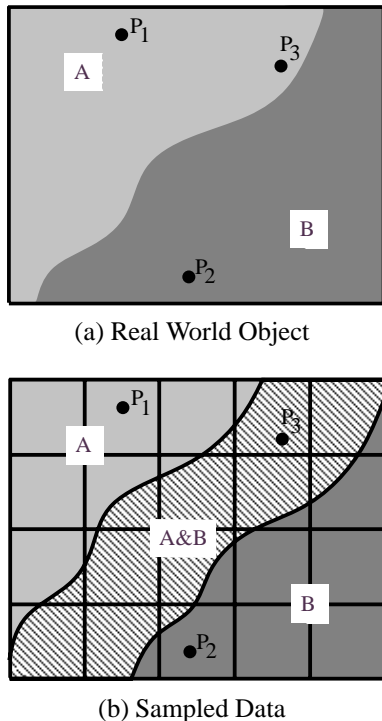 P1
P3
A
B
P2
(a) Real World Object
P1
P3
A
A&B
B
P2
(b) Sampled Data